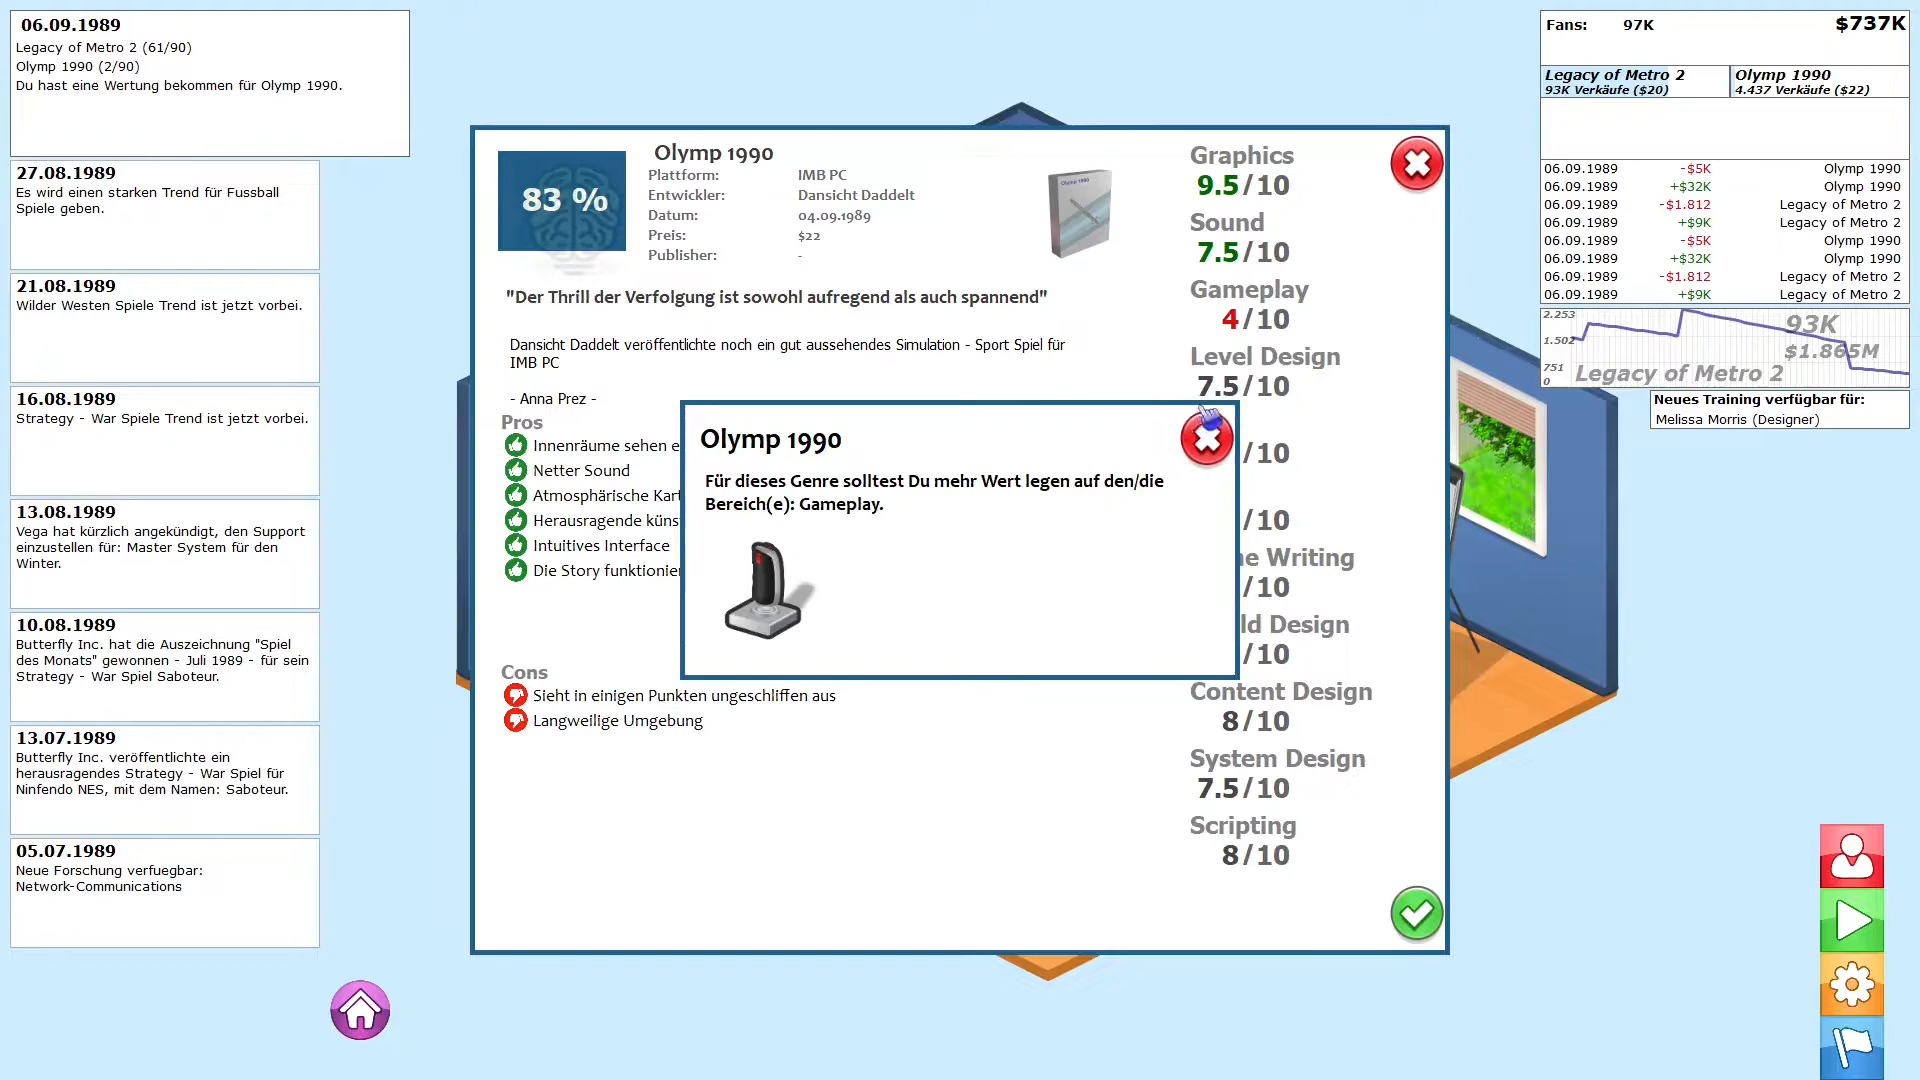 06.09.1989
Legacy of Metro 2 (61/90)
Olymp 1990 (2/90)
Du hast eine Wertung bekommen für Olymp 1990.
27.08.1989
Es wird einen starken Trend für Fussball
Spiele geben.
21.08.1989
Wilder Westen Spiele Trend ist jetzt vorbei.
16.08.1989
Strategy - War Spiele Trend ist jetzt vorbei.
13.08.1989
Vega hat kürzlich angekündigt, den Support
einzustellen für: Master System für den
Winter.
10.08.1989
Butterfly Inc. hat die Auszeichnung "Spiel
des Monats" gewonnen - Juli 1989 - für sein
Strategy - War Spiel Saboteur.
13.07.1989
Butterfly Inc. veröffentlichte ein
herausragendes Strategy - War Spiel für
Ninfendo NES, mit dem Namen: Saboteur.
05.07.1989
Neue Forschung verfuegbar:
Network-Communications
83 %
Olymp 1990
Plattform: IMB PC
Entwickler: Dansicht Daddelt
Datum: 04.09.1989
Preis: $22
Publisher: -
Olymp 1990
"Der Thrill der Verfolgung ist sowohl aufregend als auch spannend"
Dansicht Daddelt veröffentlichte noch ein gut aussehendes Simulation - Sport Spiel für
IMB PC
- Anna Prez -
Pros
Innenräume sehen e
Netter Sound
Atmosphärische Kart
Herausragende küns
Intuitives Interface
Die Story funktionier
Cons
Sieht in einigen Punkten ungeschliffen aus
Langweilige Umgebung
Olymp 1990
Für dieses Genre solltest Du mehr Wert legen auf den/die
Bereich(e): Gameplay.
Graphics
9.5/10
Sound
7.5/10
Gameplay
4/10
Level Design
7.5/10
/10
/10
ne Writing
/10
ld Design
/10
Content Design
8/10
System Design
7.5/10
Scripting
8/10
Fans: 97K $737K
Legacy of Metro 2
93K Verkäufe ($20)
Olymp 1990
4.437 Verkäufe ($22)
06.09.1989 -$5K Olymp 1990
06.09.1989 +$32K Olymp 1990
06.09.1989 -$1.812 Legacy of Metro 2
06.09.1989 +$9K Legacy of Metro 2
06.09.1989 -$5K Olymp 1990
06.09.1989 +$32K Olymp 1990
06.09.1989 -$1.812 Legacy of Metro 2
06.09.1989 +$9K Legacy of Metro 2
2.253
1.502
751
0
93K
$1.865M
Legacy of Metro 2
Neues Training verfügbar für:
Melissa Morris (Designer)